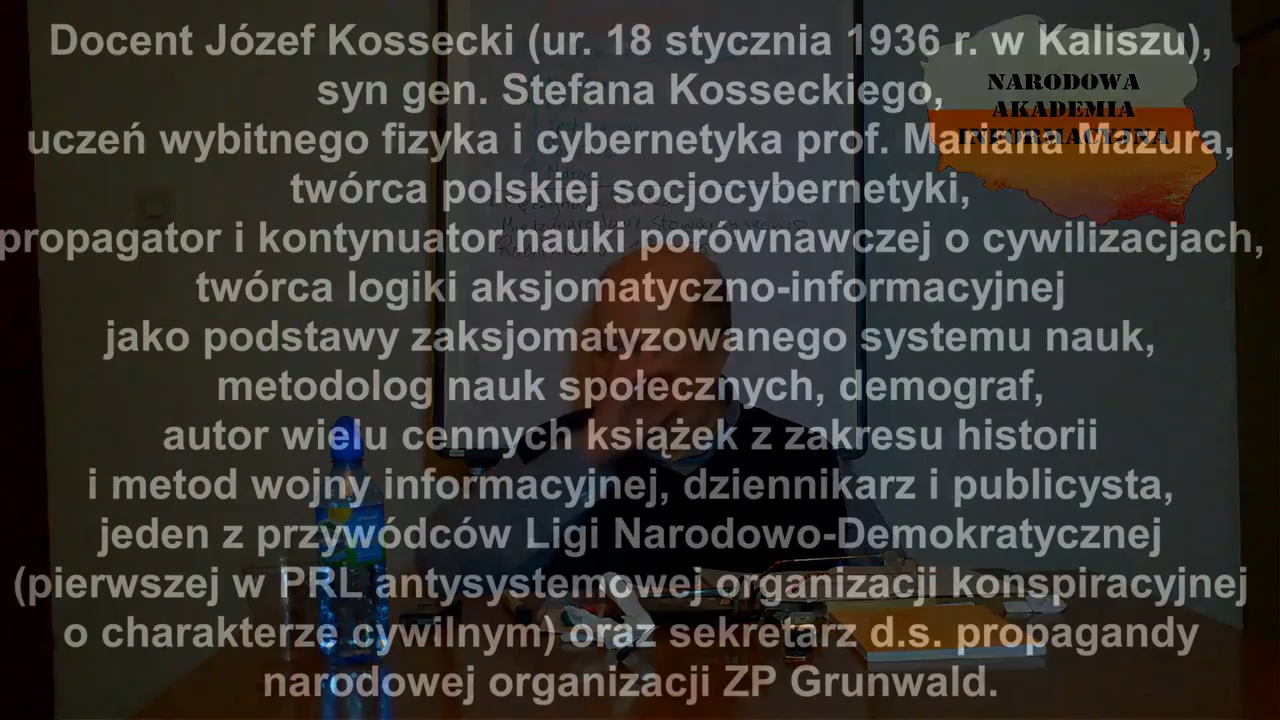 Docent Józef Kossecki (ur. 18 stycznia 1936 r. w Kaliszu),
syn gen. Stefana Kosseckiego,
uczeń wybitnego fizyka i cybernetyka prof. Mariana Mazura,
twórca polskiej socjocybernetyki,
propagator i kontynuator nauki porównawczej o cywilizacjach,
twórca logiki aksjomatyczno-informacyjnej
jako podstawy zaksjomatyzowanego systemu nauk,
metodolog nauk społecznych, demograf,
autor wielu cennych książek z zakresu historii
i metod wojny informacyjnej, dziennikarz i publicysta,
jeden z przywódców Ligi Narodowo-Demokratycznej
(pierwszej w PRL antysystemowej organizacji konspiracyjnej
o charakterze cywilnym) oraz sekretarz d.s. propagandy
narodowej organizacji ZP Grunwald.
NARODOWA
AKADEMIA
INFORMACYJNA